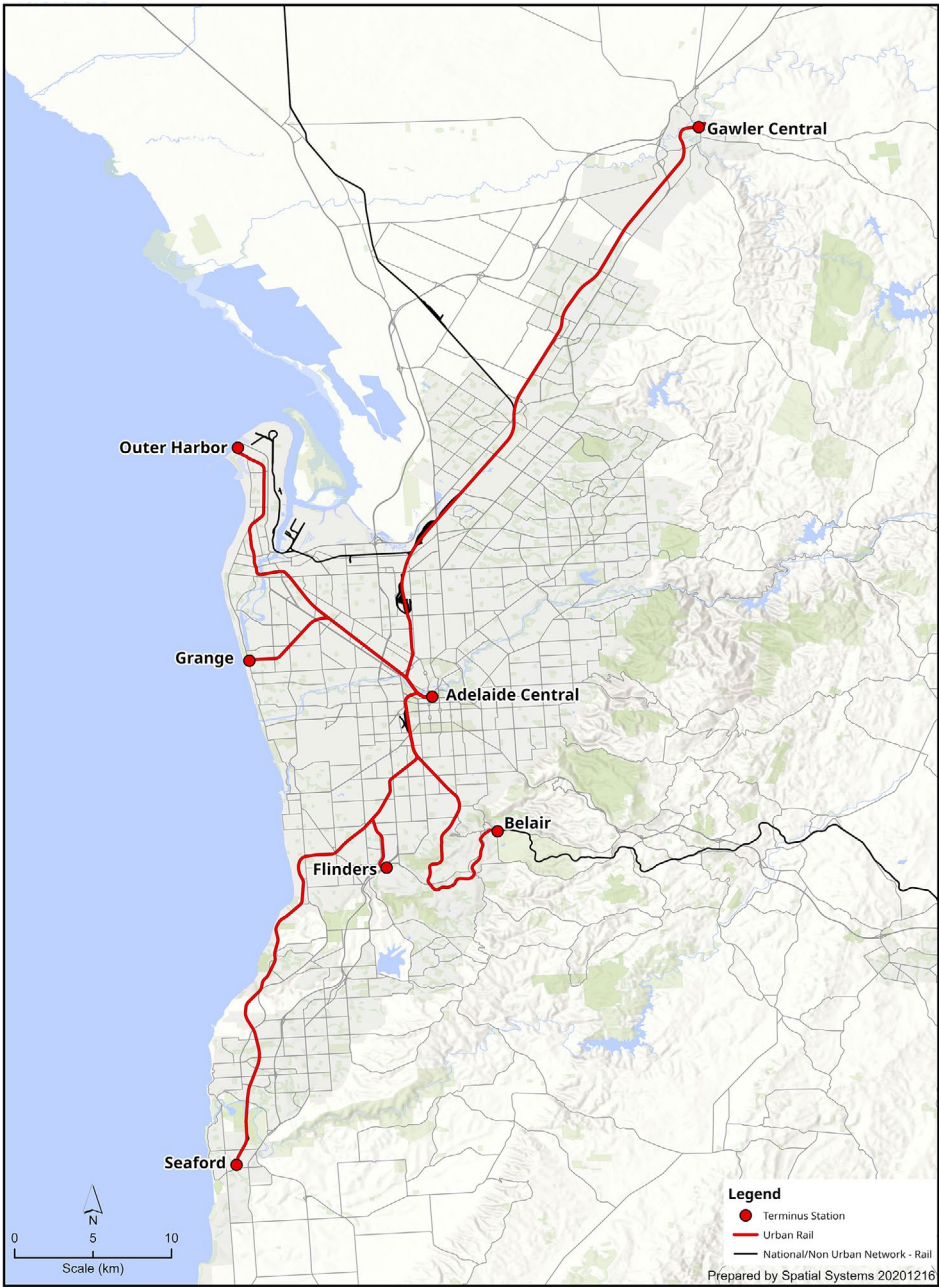 Gawler Central
Outer Harbor
Grange
Adelaide Central
Belair
Flinders
Seaford
N
0 5 10
Scale (km)
Legend
Terminus Station
Urban Rail
National/Non Urban Network - Rail
Prepared by Spatial Systems 20201216